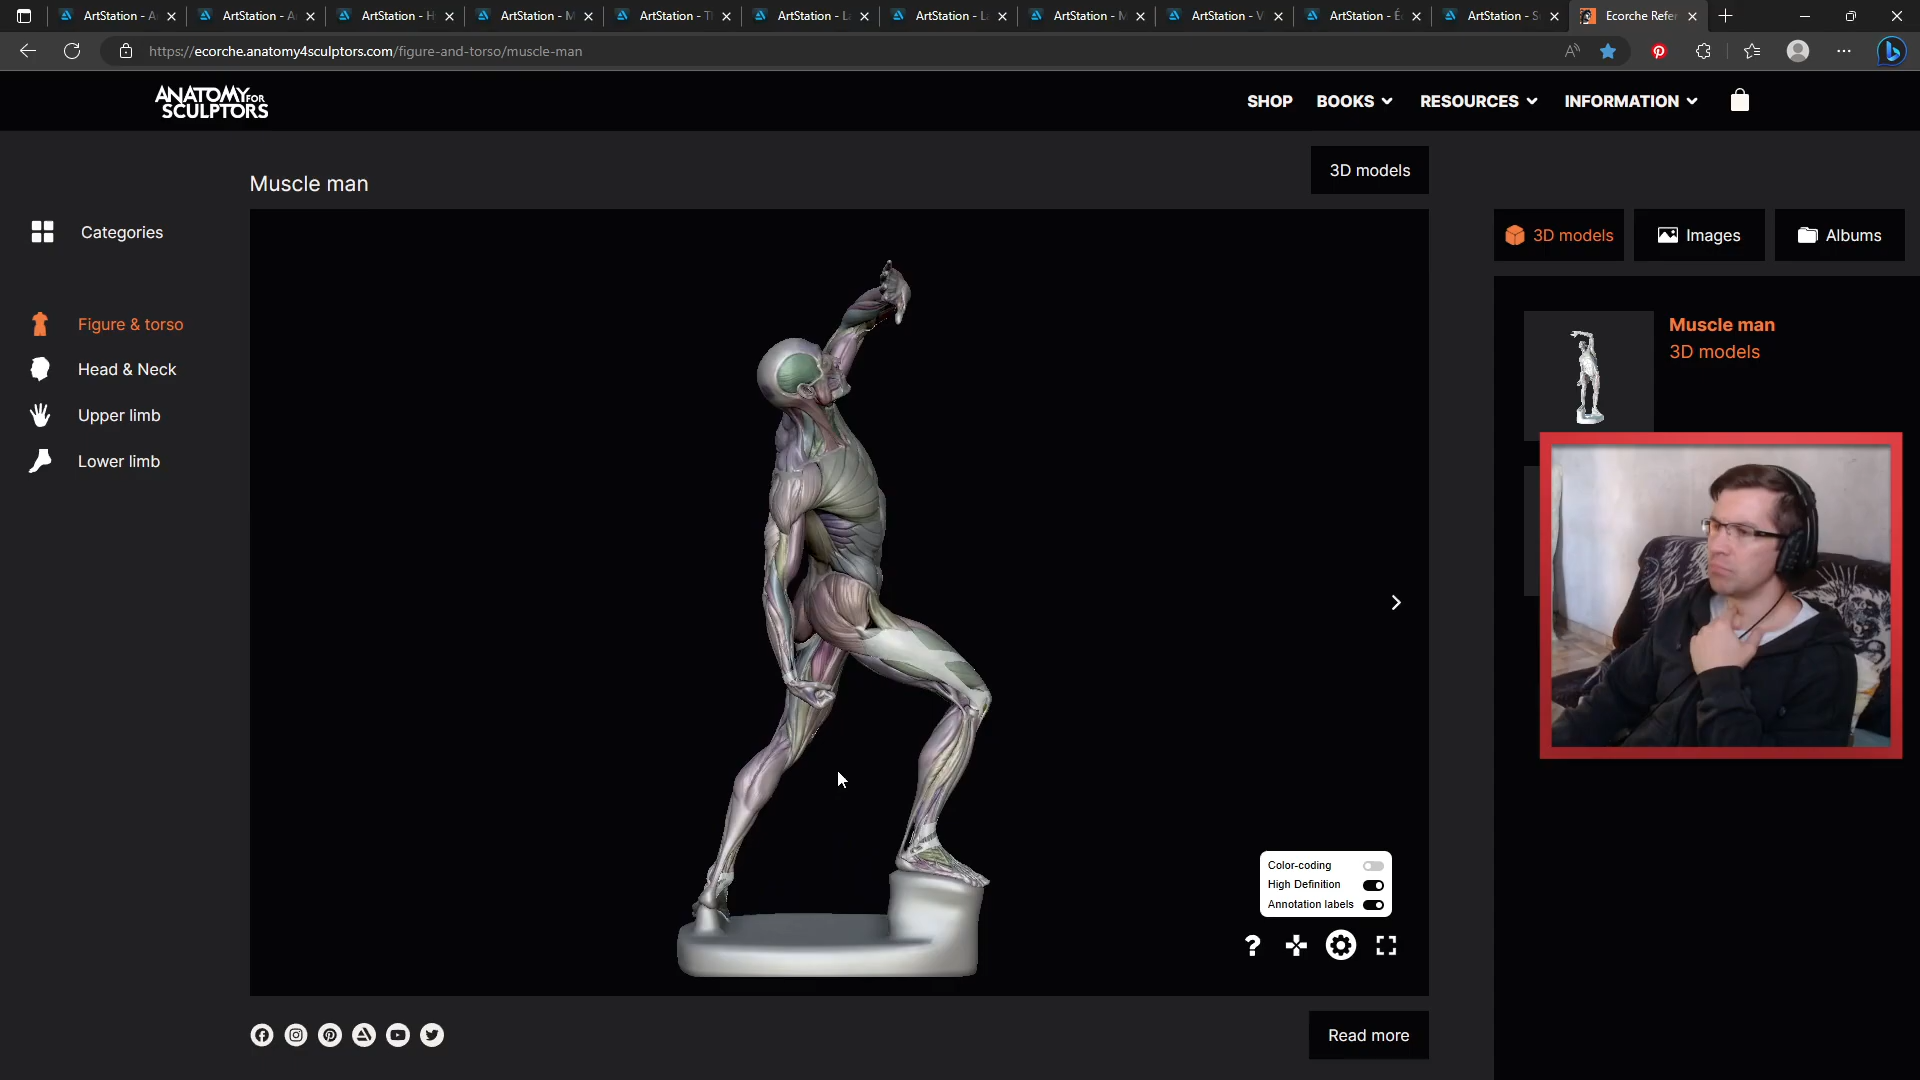 ArtStation - A
ArtStation - A
ArtStation - H
ArtStation - M
ArtStation - T
ArtStation - L
ArtStation - L
ArtStation - M
ArtStation - V
ArtStation - É
ArtStation - S
Ecorche Refer
https://ecorche.anatomy4sculptors.com/figure-and-torso/muscle-man
ANATOMY FOR
SCULPTORS
SHOP BOOKS RESOURCES INFORMATION
Muscle man
3D models
Categories
Figure & torso
Head & Neck
Upper limb
Lower limb
3D models
Images
Albums
Muscle man
3D models
Color-coding
High Definition
Annotation labels
?
Read more